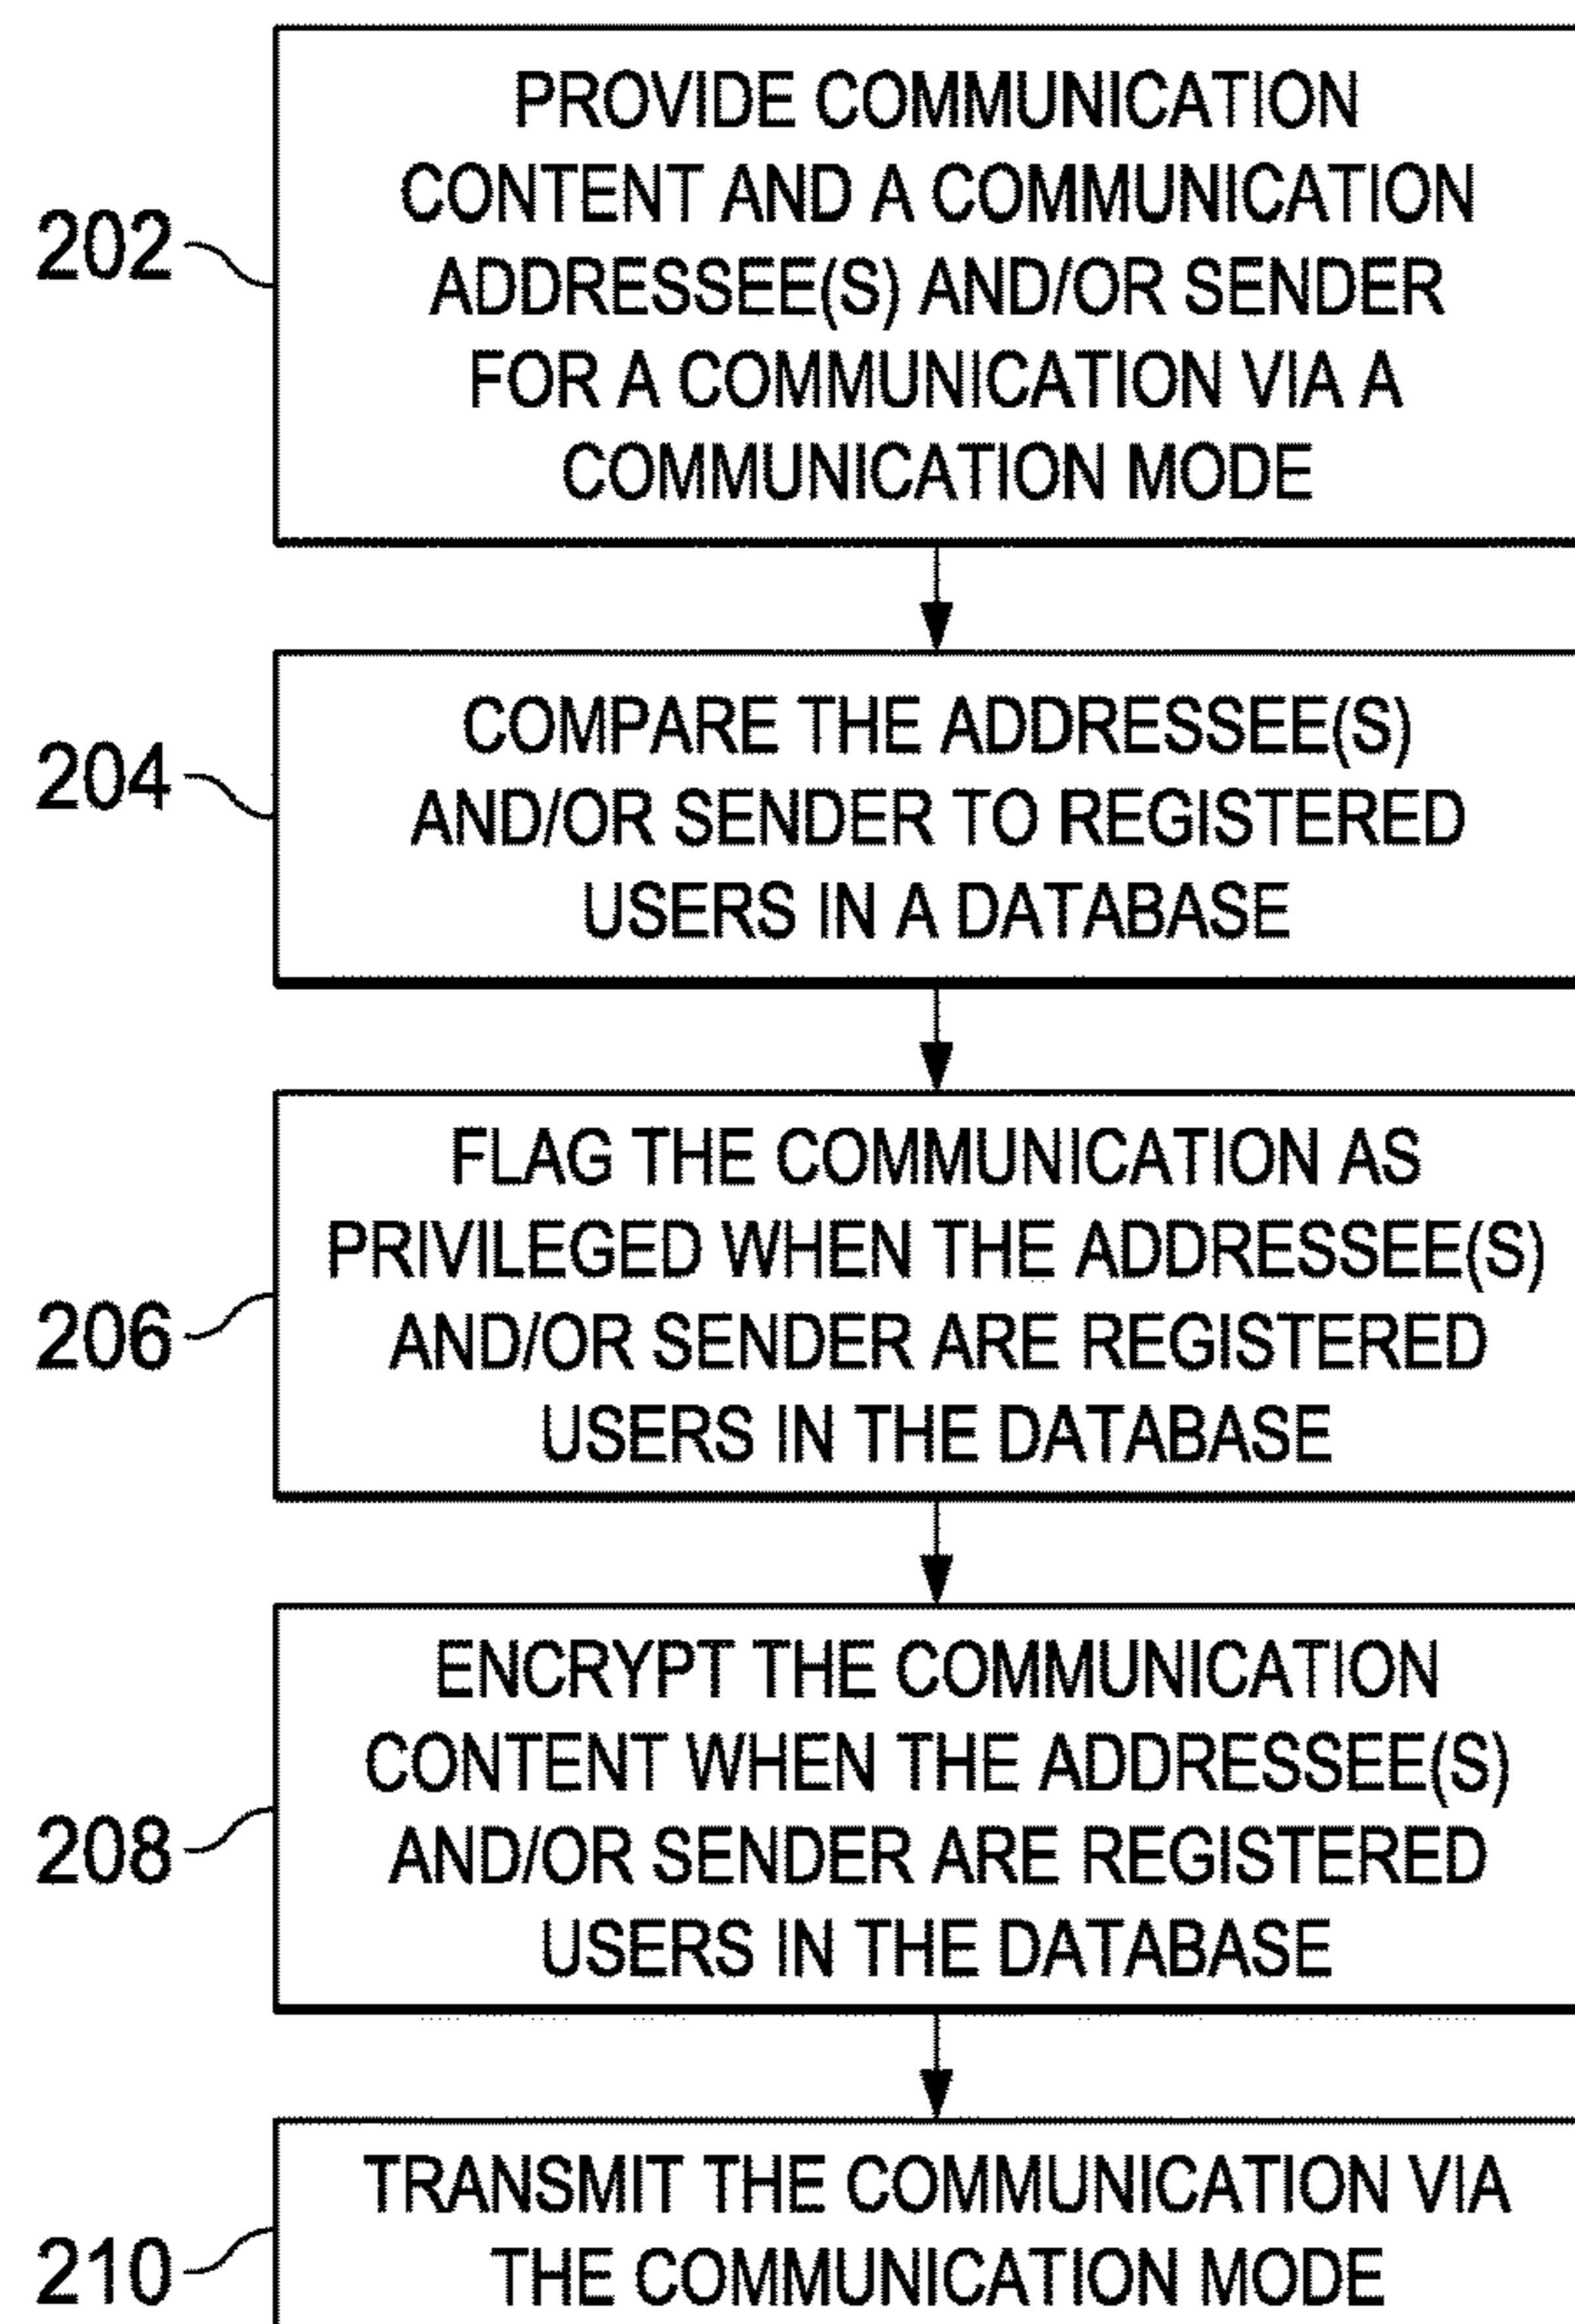 PROVIDE COMMUNICATION
CONTENT AND A COMMUNICATION
202
ADDRESSEE(S) AND/OR SENDER
FOR A COMMUNICATION VIA A
COMMUNICATION MODE
COMPARE THE ADDRESSEE(S)
204
AND/OR SENDER TO REGISTERED
USERS IN A DATABASE
FLAG THE COMMUNICATION AS
PRIVILEGED WHEN THE ADDRESSEE(S)
206
AND/OR SENDER ARE REGISTERED
USERS IN THE DATABASE
ENCRYPT THE COMMUNICATION
CONTENT WHEN THE ADDRESSEE(S)
208
AND/OR SENDER ARE REGISTERED
USERS IN THE DATABASE
TRANSMIT THE COMMUNICATION VIA
210
THE COMMUNICATION MODE